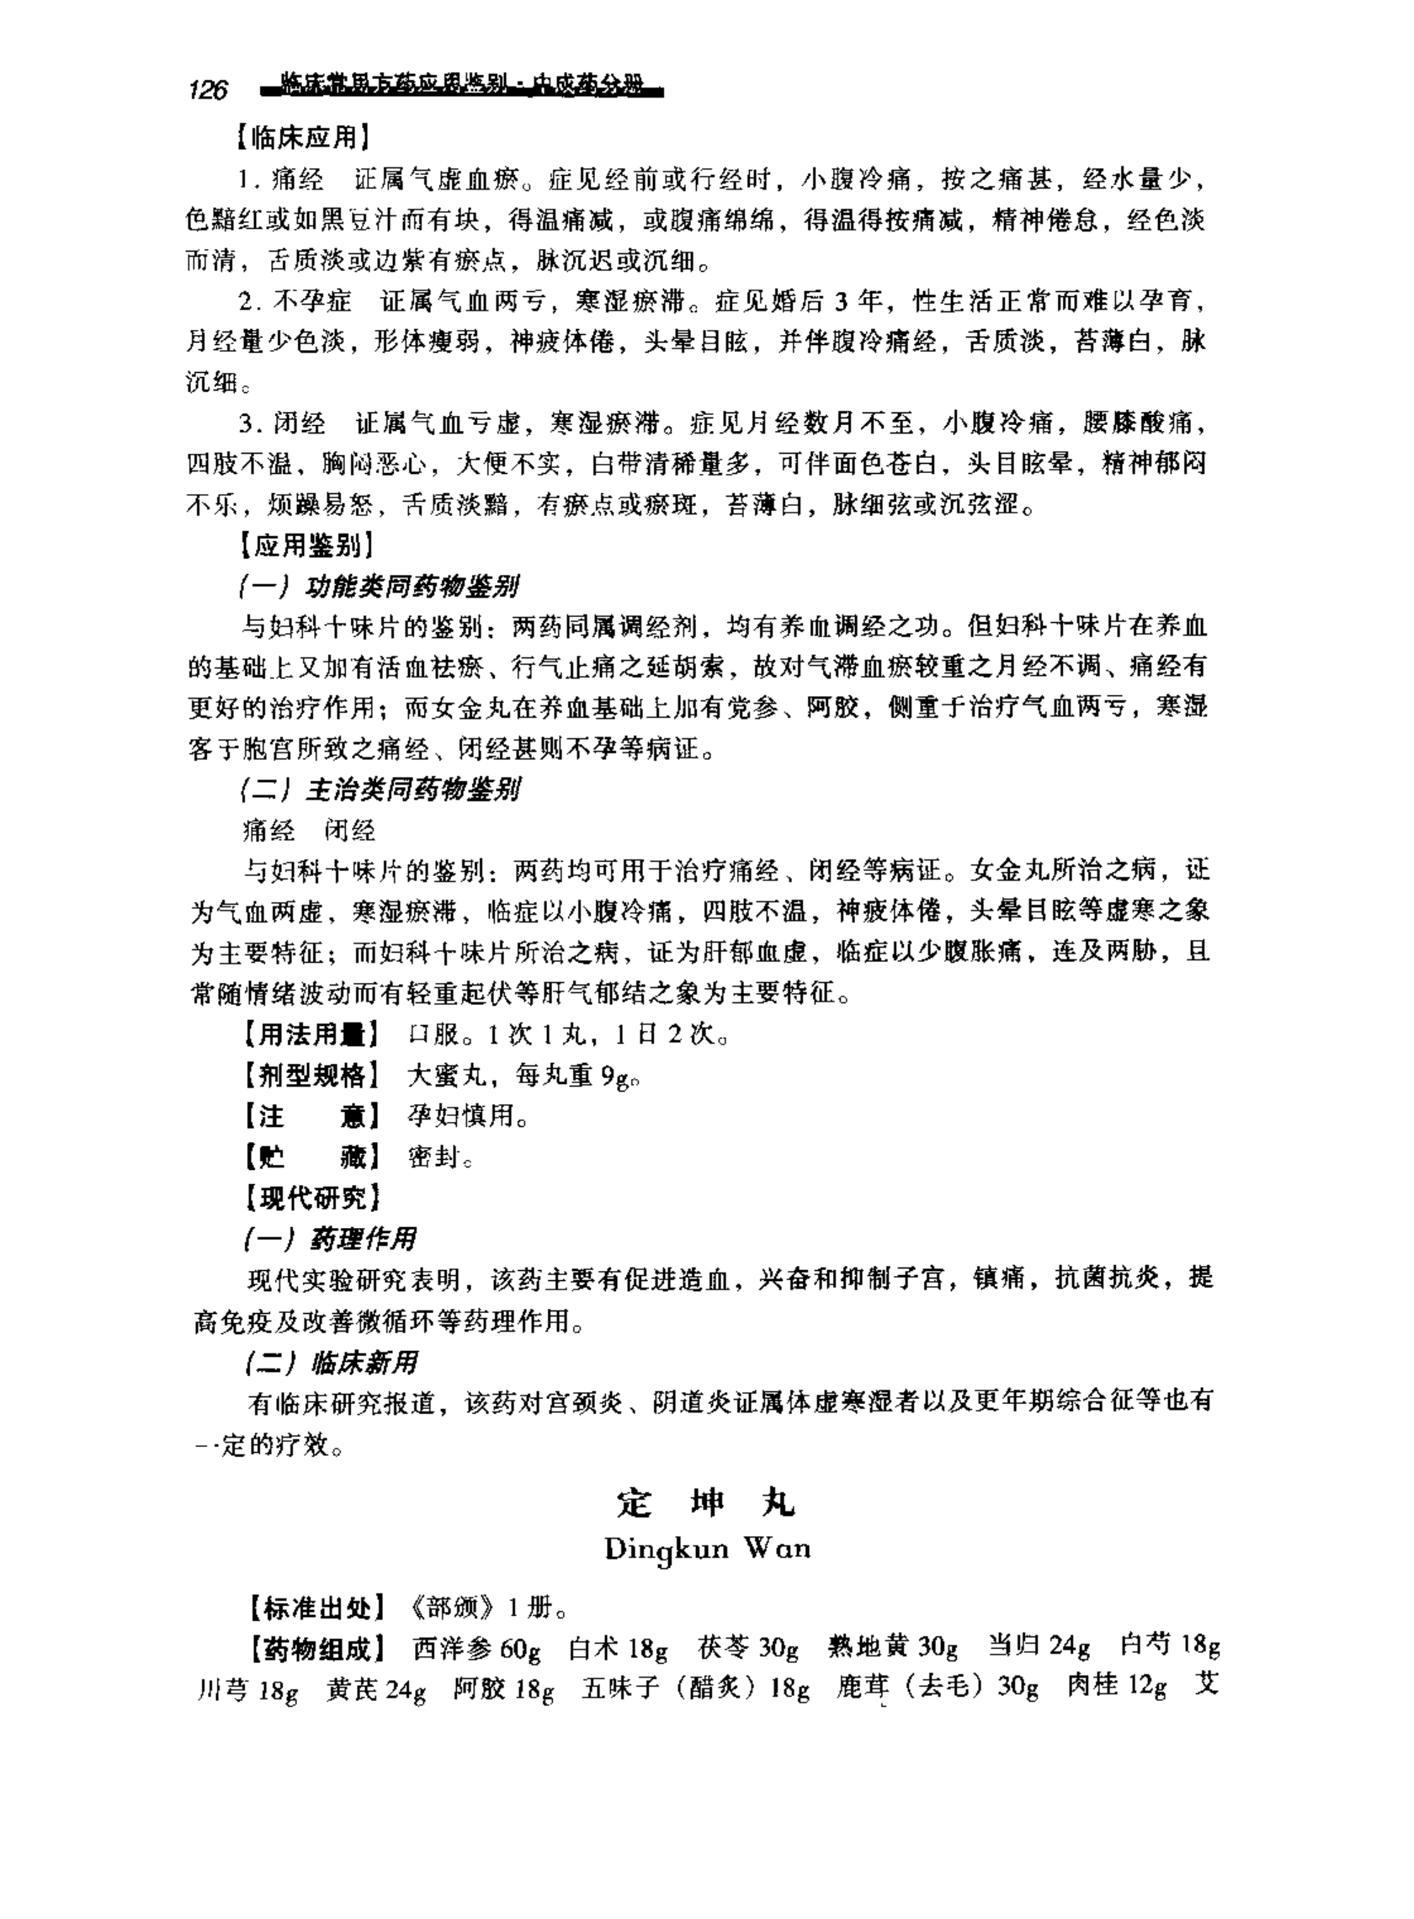 126 临床常用方药应用鉴别·中成药分册
【临床应用】
1. 痛经 证属气虚血瘀。症见经前或行经时，小腹冷痛，按之痛甚，经水量少，
色黯红或如黑豆汁而有块，得温痛减，或腹痛绵绵，得温得按痛减，精神倦怠，经色淡
而清，舌质淡或边紫有瘀点，脉沉迟或沉细。
2. 不孕症 证属气血两亏，寒湿瘀滞。症见婚后 3 年，性生活正常而难以孕育，
月经量少色淡，形体瘦弱，神疲体倦，头晕目眩，并伴腹冷痛经，舌质淡，苔薄白，脉
沉细。
3. 闭经 证属气血亏虚，寒湿瘀滞。症见月经数月不至，小腹冷痛，腰膝酸痛，
四肢不温，胸闷恶心，大便不实，白带清稀量多，可伴面色苍白，头目眩晕，精神郁闷
不乐，烦躁易怒，舌质淡黯，有瘀点或瘀斑，苔薄白，脉细弦或沉弦涩。
【应用鉴别】
（一）功能类同药物鉴别
与妇科十味片的鉴别：两药同属调经剂，均有养血调经之功。但妇科十味片在养血
的基础上又加有活血祛瘀、行气止痛之延胡索，故对气滞血瘀较重之月经不调、痛经有
更好的治疗作用；而女金丸在养血基础上加有党参、阿胶，侧重于治疗气血两亏，寒湿
客于胞宫所致之痛经、闭经甚则不孕等病证。
（二）主治类同药物鉴别
痛经 闭经
与妇科十味片的鉴别：两药均可用于治疗痛经、闭经等病证。女金丸所治之病，证
为气血两虚，寒湿瘀滞，临症以小腹冷痛，四肢不温，神疲体倦，头晕目眩等虚寒之象
为主要特征；而妇科十味片所治之病，证为肝郁血虚，临症以少腹胀痛，连及两胁，且
常随情绪波动而有轻重起伏等肝气郁结之象为主要特征。
【用法用量】 口服。1 次 1 丸，1 日 2 次。
【剂型规格】 大蜜丸，每丸重 9g。
【注 意】 孕妇慎用。
【贮 藏】 密封。
【现代研究】
（一）药理作用
现代实验研究表明，该药主要有促进造血，兴奋和抑制子宫，镇痛，抗菌抗炎，提
高免疫及改善微循环等药理作用。
（二）临床新用
有临床研究报道，该药对宫颈炎、阴道炎证属体虚寒湿者以及更年期综合征等也有
一定的疗效。
定 坤 丸
Dingkun Wan
【标准出处】《部颁》1 册。
【药物组成】 西洋参 60g 白术 18g 茯苓 30g 熟地黄 30g 当归 24g 白芍 18g
川芎 18g 黄芪 24g 阿胶 18g 五味子（醋炙）18g 鹿茸（去毛）30g 肉桂 12g 艾